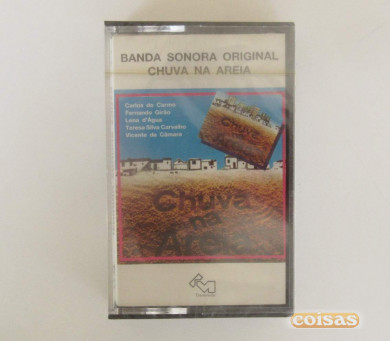 BANDA SONORA ORIGINAL
CHUVA NA AREIA
Carlos do Carmo
Fernando Girão
Lena d'Água
Teresa Silva Carvalho
Vicente da Câmara
CHUVA
Chuva
na
Areia
coisas